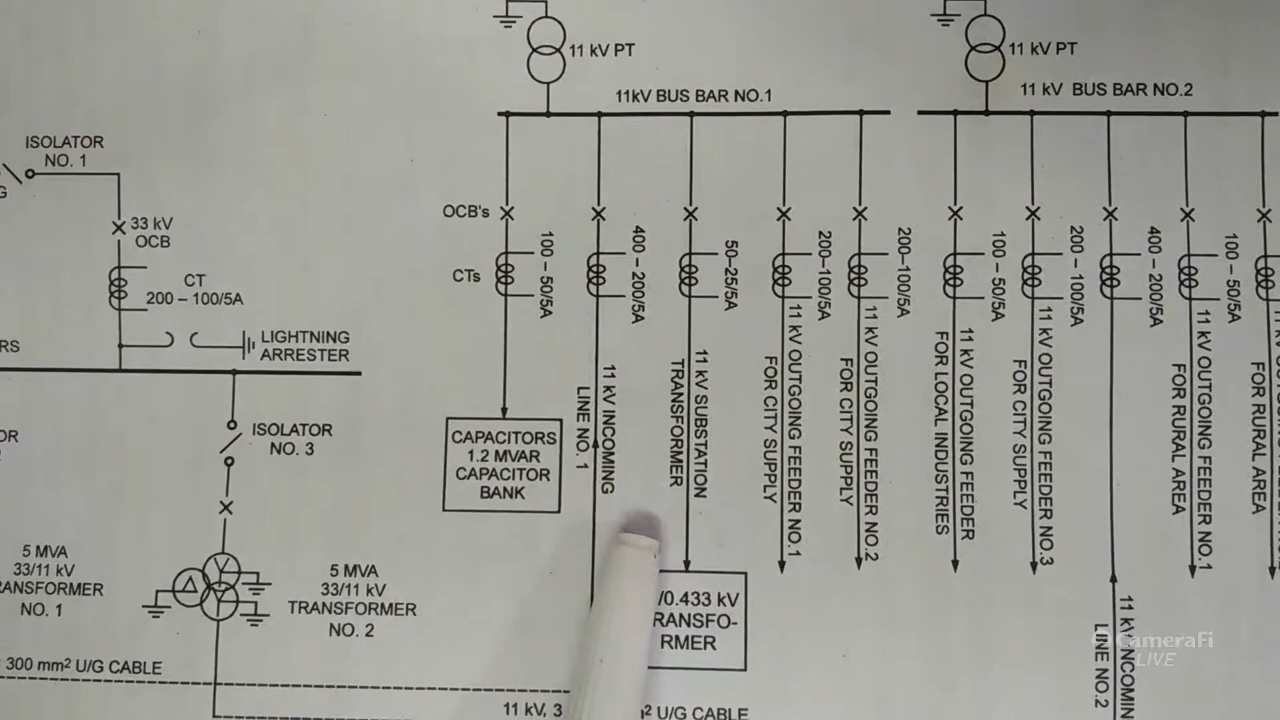 11 kV PT
11 kV PT
11kV BUS BAR NO.1
11 kV BUS BAR NO.2
ISOLATOR
NO. 1
G
33 kV
OCB
CT
200 – 100/5A
RS
LIGHTNING
ARRESTER
ISOLATOR
NO. 3
OR
5 MVA
33/11 kV
ANSFORMER
NO. 1
Y
Δ
Y
5 MVA
33/11 kV
TRANSFORMER
NO. 2
300 mm² U/G CABLE
11 kV, 3
m² U/G CABLE
OCB's
CTs
100 – 50/5A
400 – 200/5A
50–25/5A
200–100/5A
200–100/5A
100 – 50/5A
200 – 100/5A
400 – 200/5A
100 – 50/5A
CAPACITORS
1.2 MVAR
CAPACITOR
BANK
11 kV INCOMING
LINE NO. 1
11 kV SUBSTATION
TRANSFORMER
/0.433 kV
RANSFO-
RMER
11 kV OUTGOING FEEDER NO.1
FOR CITY SUPPLY
11 kV OUTGOING FEEDER NO.2
FOR CITY SUPPLY
11 kV OUTGOING FEEDER
FOR LOCAL INDUSTRIES
11 kV OUTGOING FEEDER NO.3
FOR CITY SUPPLY
11 kV INCOMIN
LINE NO.2
11 kV OUTGOING FEEDER NO.1
FOR RURAL AREA
FOR RURAL AREA
CameraFi
LIVE